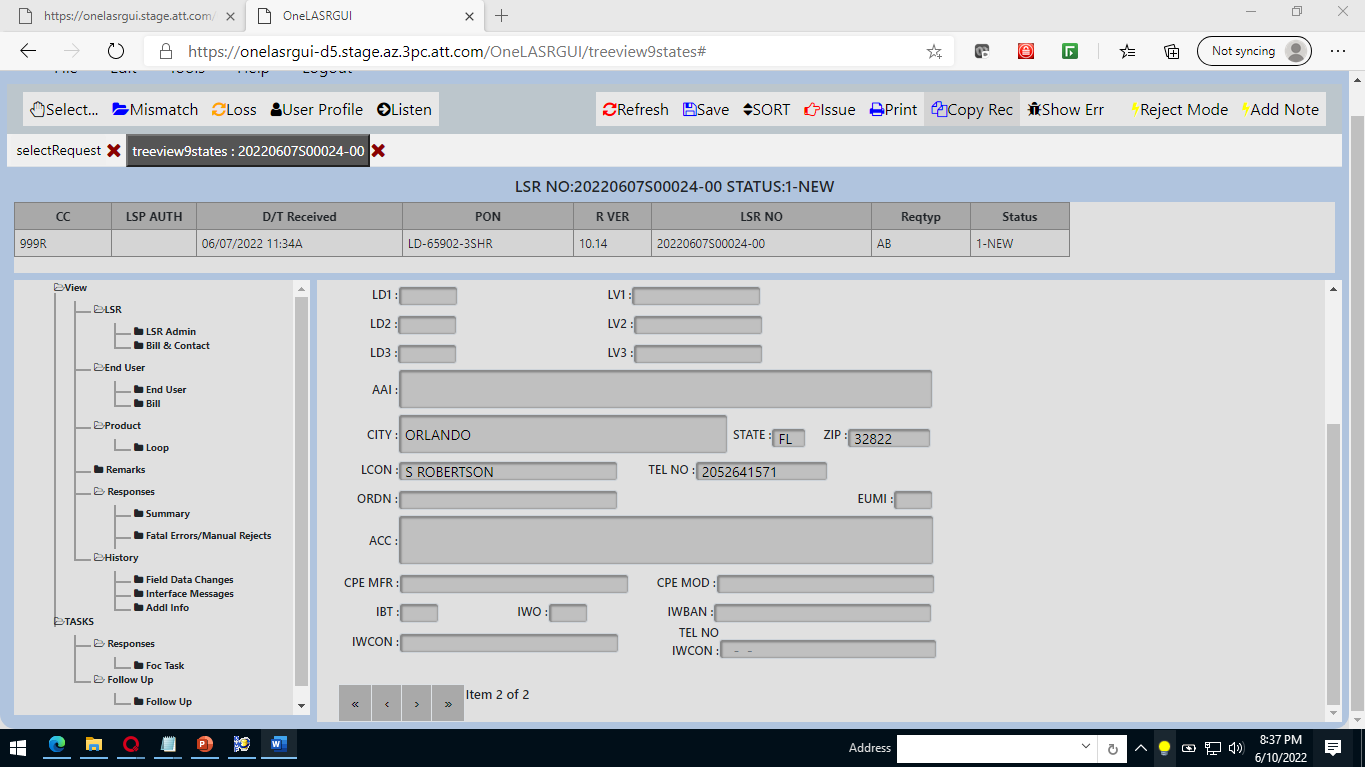 https://onelasrgui.stage.att.com/
OneLASRGUI
https://onelasrgui-d5.stage.az.3pc.att.com/OneLASRGUI/treeview9states#
Not syncing
File Edit Tools Help Logout
Select... Mismatch Loss User Profile Listen Refresh Save SORT Issue Print Copy Rec Show Err Reject Mode Add Note
selectRequest treeview9states : 20220607S00024-00
LSR NO:20220607S00024-00 STATUS:1-NEW
CC LSP AUTH D/T Received PON R VER LSR NO Reqtyp Status
999R 06/07/2022 11:34A LD-65902-3SHR 10.14 20220607S00024-00 AB 1-NEW
View
LSR
LSR Admin
Bill & Contact
End User
End User
Bill
Product
Loop
Remarks
Responses
Summary
Fatal Errors/Manual Rejects
History
Field Data Changes
Interface Messages
Addl Info
TASKS
Responses
Foc Task
Follow Up
Follow Up
LD1 : LV1 :
LD2 : LV2 :
LD3 : LV3 :
AAI :
CITY : ORLANDO STATE : FL ZIP : 32822
LCON : S ROBERTSON TEL NO : 2052641571
ORDN : EUMI :
ACC :
CPE MFR : CPE MOD :
IBT : IWO : IWBAN :
IWCON : TEL NO
IWCON : - -
« ‹ › » Item 2 of 2
Address
8:37 PM
6/10/2022